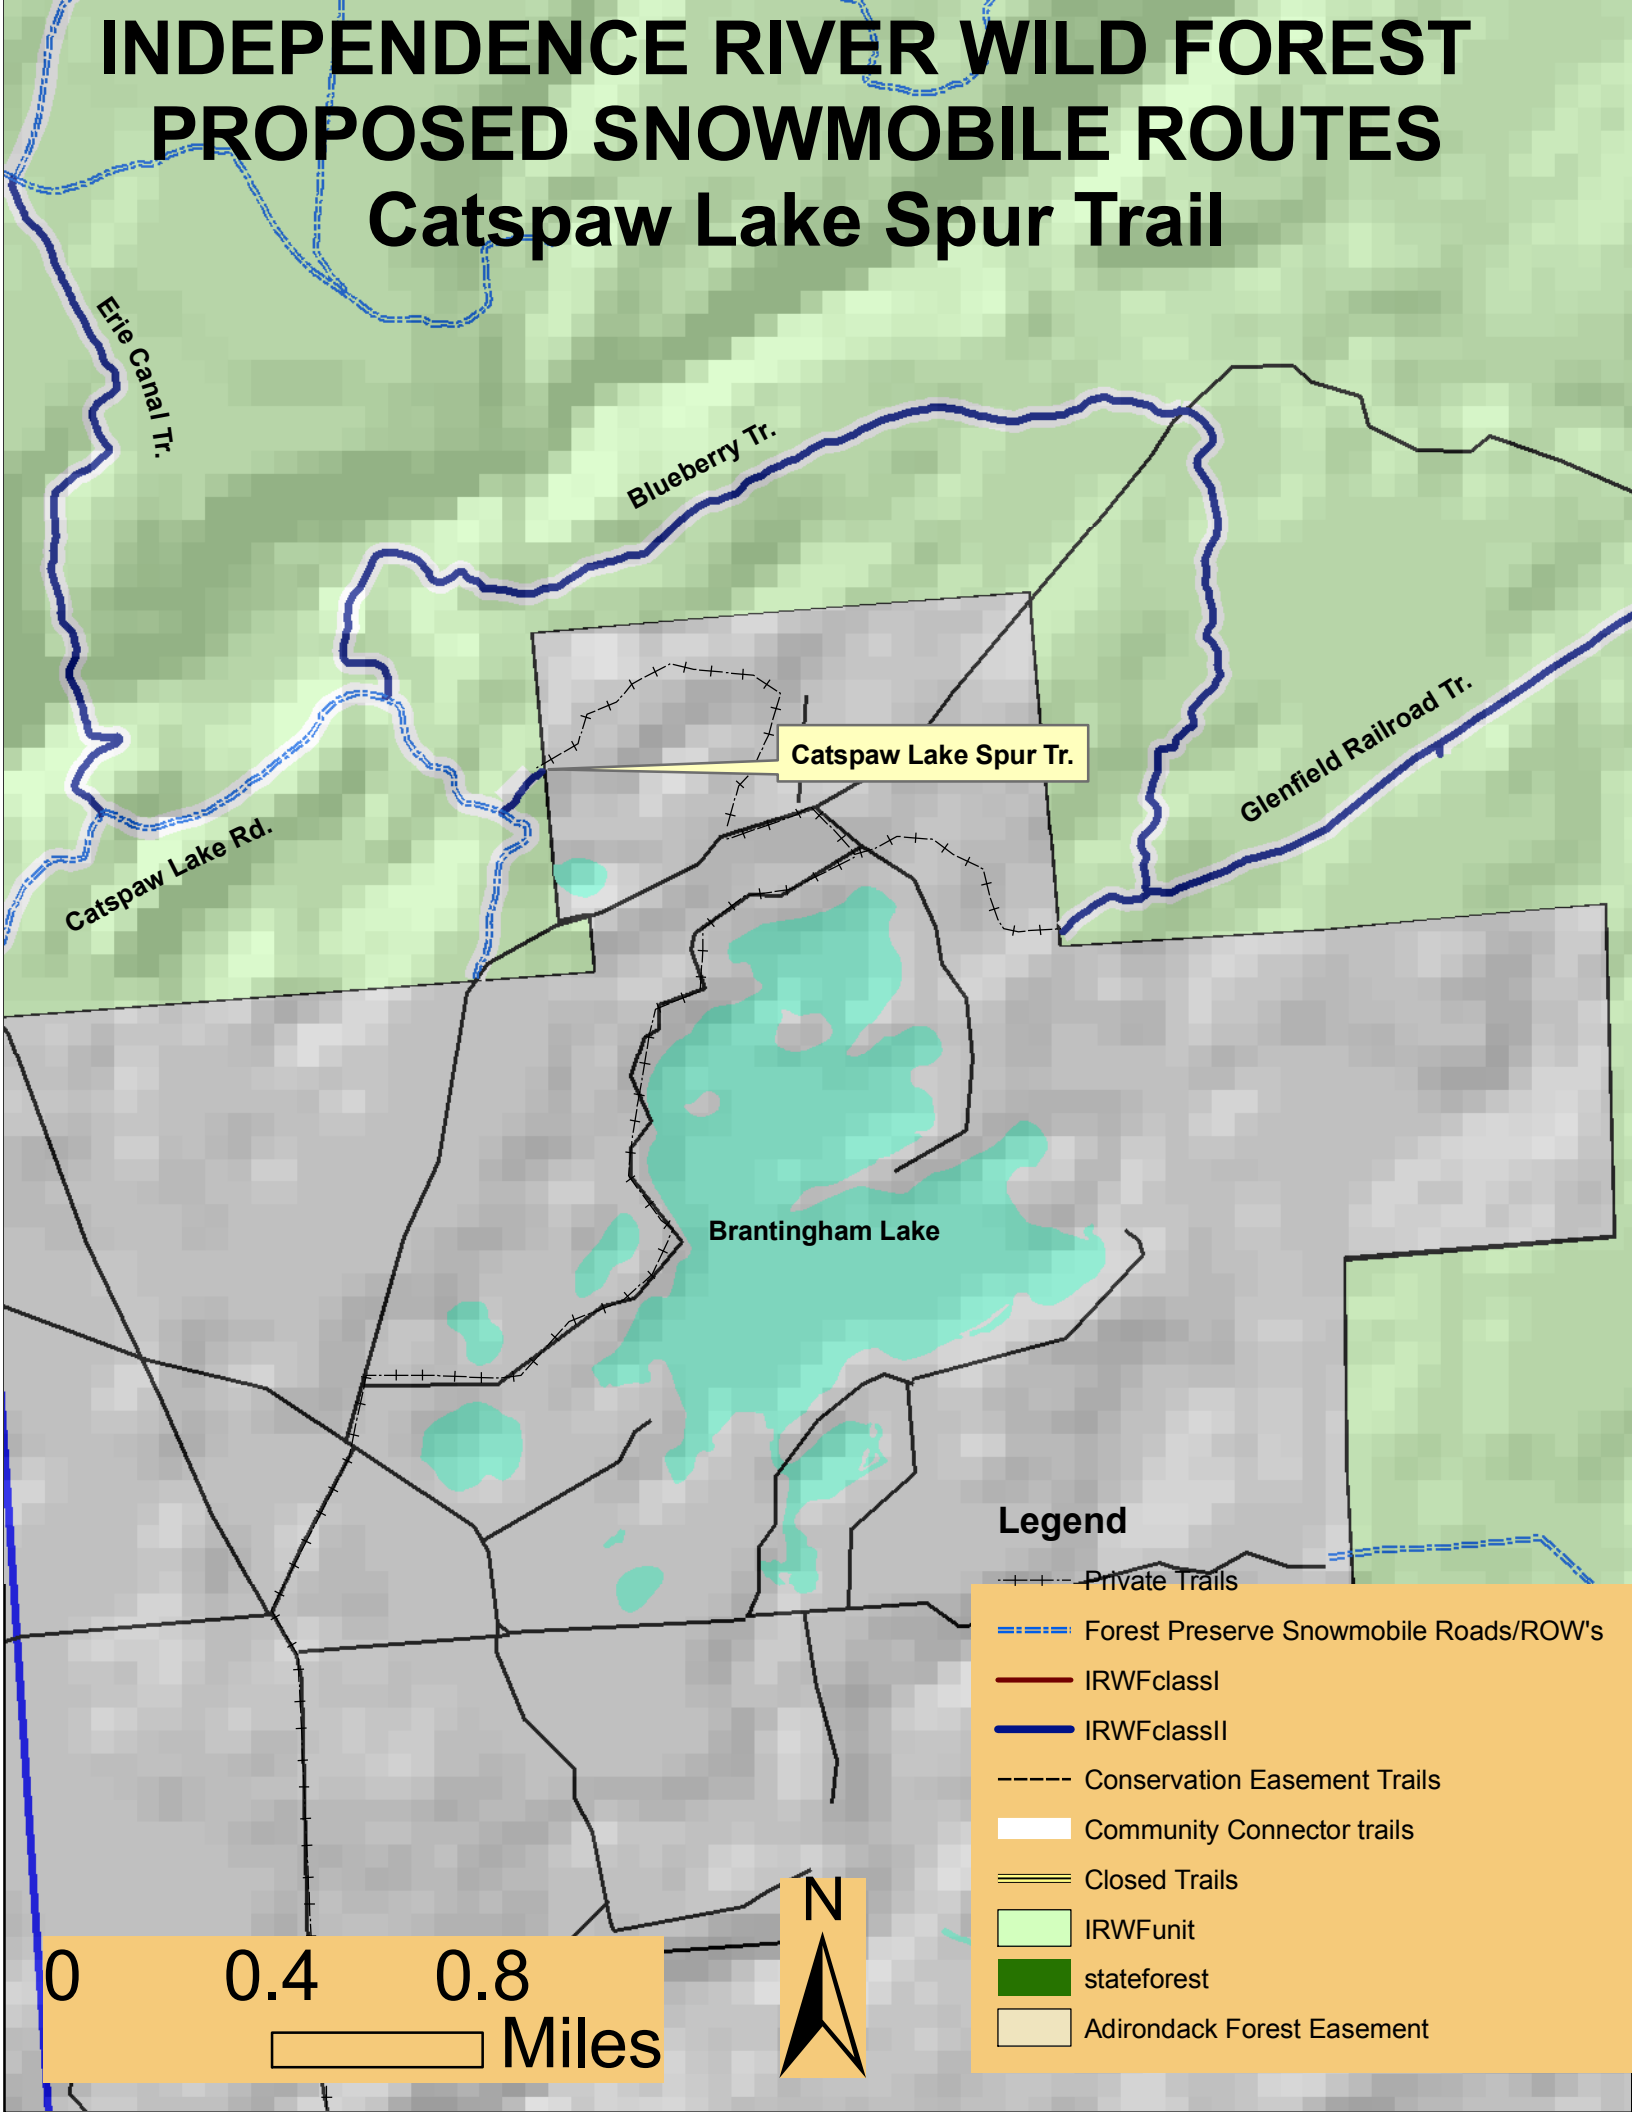 INDEPENDENCE RIVER WILD FOREST
PROPOSED SNOWMOBILE ROUTES
Catspaw Lake Spur Trail
Erie Canal Tr.
Blueberry Tr.
Catspaw Lake Spur Tr.
Glenfield Railroad Tr.
Catspaw Lake Rd.
Brantingham Lake
Legend
Private Trails
Forest Preserve Snowmobile Roads/ROW's
IRWFclassI
IRWFclassII
Conservation Easement Trails
Community Connector trails
Closed Trails
IRWFunit
stateforest
Adirondack Forest Easement
N
0 0.4 0.8
Miles